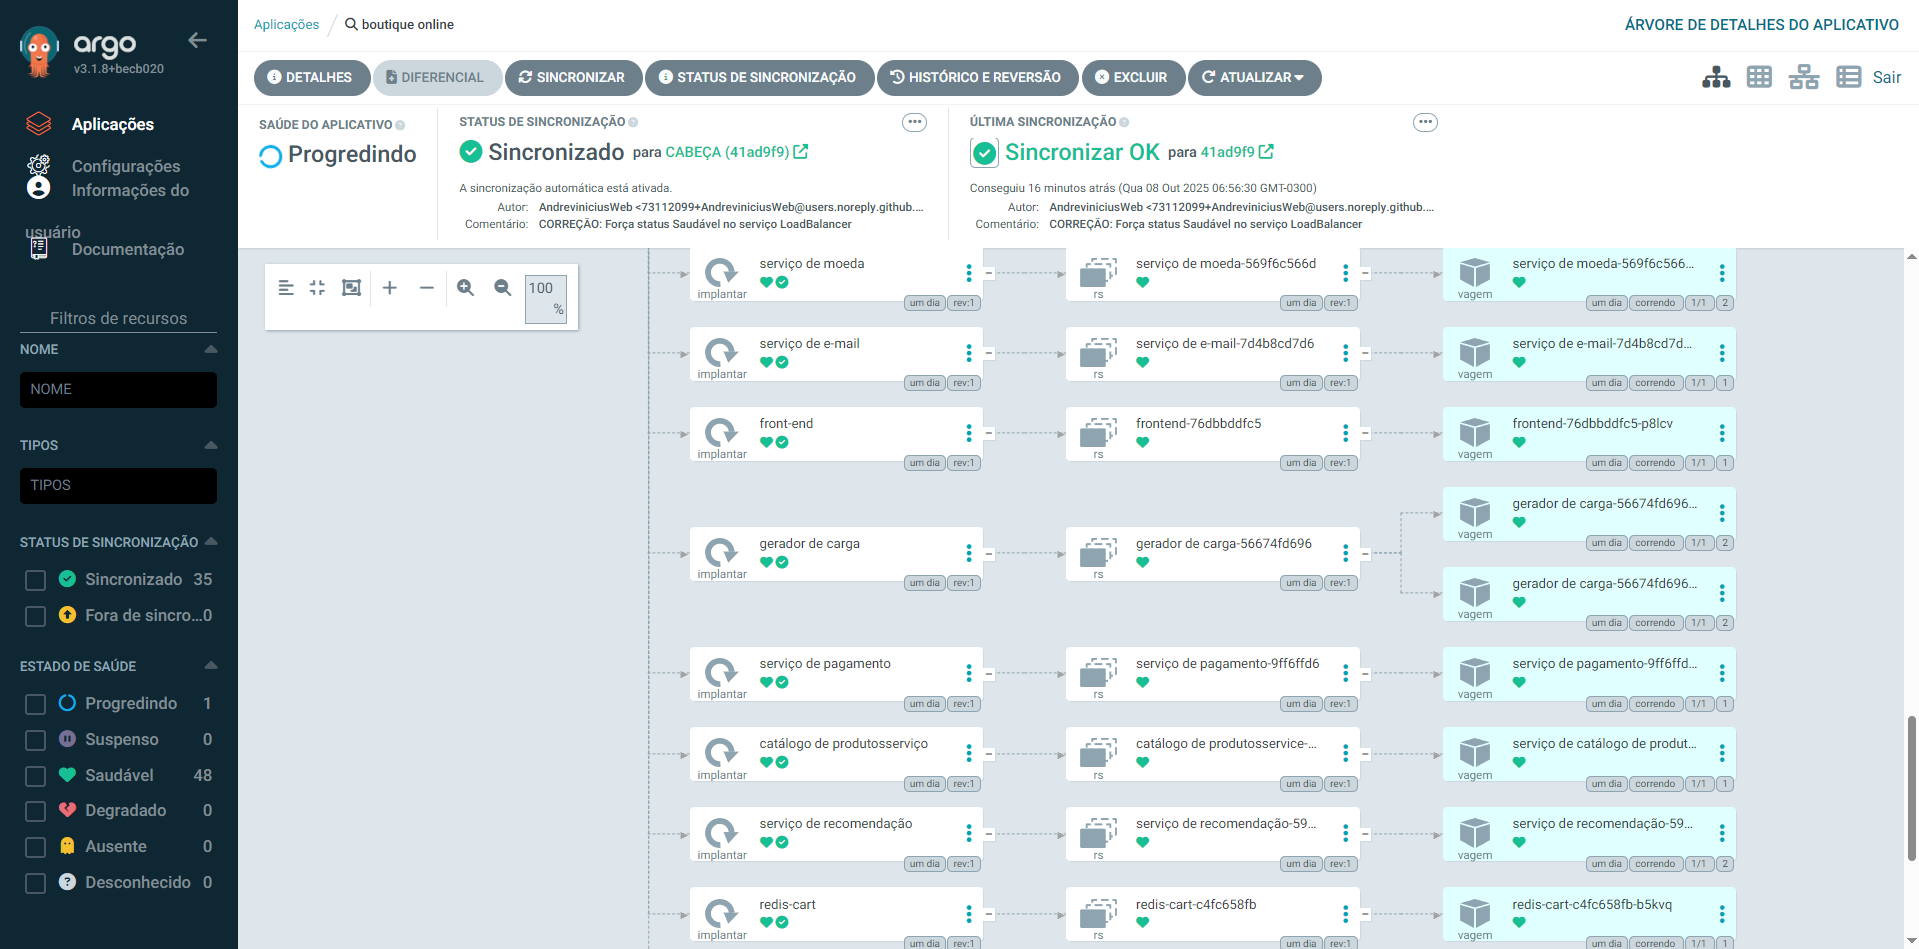 argo
v3.1.8+becb020
Aplicações
Configurações
Informações do
usuário
Documentação
Filtros de recursos
NOME
NOME
TIPOS
TIPOS
STATUS DE SINCRONIZAÇÃO
Sincronizado 35
Fora de sincro...0
ESTADO DE SAÚDE
Progredindo 1
Suspenso 0
Saudável 48
Degradado 0
Ausente 0
Desconhecido 0
Aplicações / boutique online
ÁRVORE DE DETALHES DO APLICATIVO
DETALHES
DIFERENCIAL
SINCRONIZAR
STATUS DE SINCRONIZAÇÃO
HISTÓRICO E REVERSÃO
EXCLUIR
ATUALIZAR
Sair
SAÚDE DO APLICATIVO
Progredindo
STATUS DE SINCRONIZAÇÃO
Sincronizado para CABEÇA (41ad9f9)
A sincronização automática está ativada.
Autor: AndreviniciusWeb <73112099+AndreviniciusWeb@users.noreply.github....
Comentário: CORREÇÃO: Força status Saudável no serviço LoadBalancer
ÚLTIMA SINCRONIZAÇÃO
Sincronizar OK para 41ad9f9
Conseguiu 16 minutos atrás (Qua 08 Out 2025 06:56:30 GMT-0300)
Autor: AndreviniciusWeb <73112099+AndreviniciusWeb@users.noreply.github....
Comentário: CORREÇÃO: Força status Saudável no serviço LoadBalancer
100
%
serviço de moeda
implantar
um dia rev:1
serviço de moeda-569f6c566d
rs
um dia rev:1
serviço de moeda-569f6c566...
vagem
um dia correndo 1/1 2
serviço de e-mail
implantar
um dia rev:1
serviço de e-mail-7d4b8cd7d6
rs
um dia rev:1
serviço de e-mail-7d4b8cd7d...
vagem
um dia correndo 1/1 1
front-end
implantar
um dia rev:1
frontend-76dbbddfc5
rs
um dia rev:1
frontend-76dbbddfc5-p8lcv
vagem
um dia correndo 1/1 1
gerador de carga
implantar
um dia rev:1
gerador de carga-56674fd696
rs
um dia rev:1
gerador de carga-56674fd696...
vagem
um dia correndo 1/1 2
gerador de carga-56674fd696...
vagem
um dia correndo 1/1 2
serviço de pagamento
implantar
um dia rev:1
serviço de pagamento-9ff6ffd6
rs
um dia rev:1
serviço de pagamento-9ff6ffd...
vagem
um dia correndo 1/1 1
catálogo de produtosserviço
implantar
um dia rev:1
catálogo de produtosservice-...
rs
um dia rev:1
serviço de catálogo de produt...
vagem
um dia correndo 1/1 1
serviço de recomendação
implantar
um dia rev:1
serviço de recomendação-59...
rs
um dia rev:1
serviço de recomendação-59...
vagem
um dia correndo 1/1 2
redis-cart
implantar
um dia rev:1
redis-cart-c4fc658fb
rs
um dia rev:1
redis-cart-c4fc658fb-b5kvq
vagem
um dia correndo 1/1 1